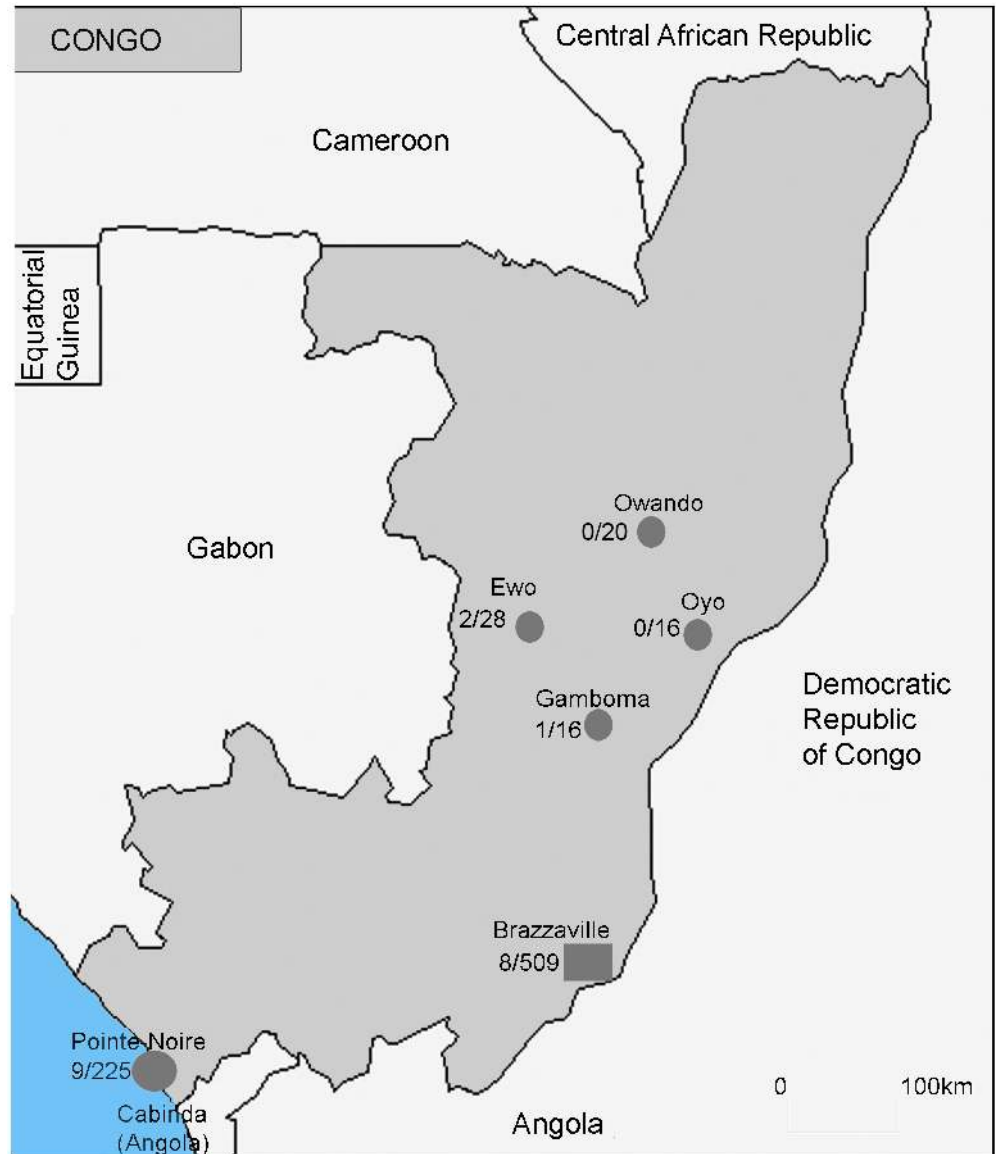 CONGO
Central African Republic
Cameroon
Equatorial
Guinea
Gabon
Owando
0/20
Ewo
2/28
Oyo
0/16
Gamboma
1/16
Democratic
Republic
of Congo
Brazzaville
8/509
Pointe Noire
9/225
Cabinda
(Angola)
Angola
0 100km